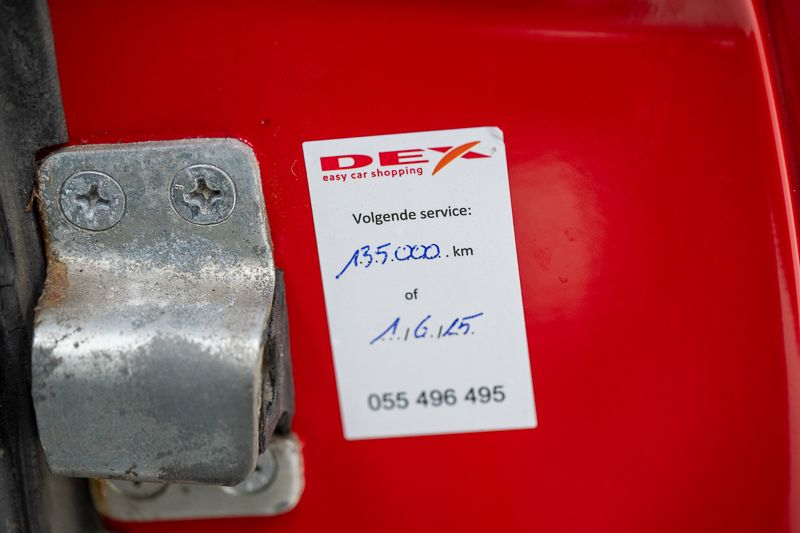 DEX
easy car shopping
Volgende service:
135.000.. km
of
1/6/25
055 496 495